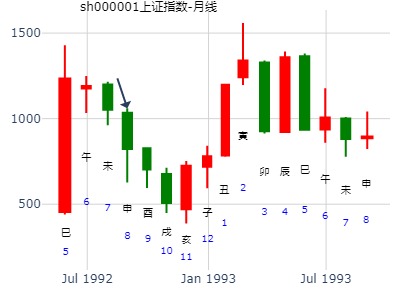 sh000001上证指数-月线
1500
1000
500
巳
午
未
申
酉
戌
亥
子
丑
寅
卯
辰
巳
午
未
申
5
6
7
8
9
10
11
12
1
2
3
4
5
6
7
8
Jul 1992
Jan 1993
Jul 1993